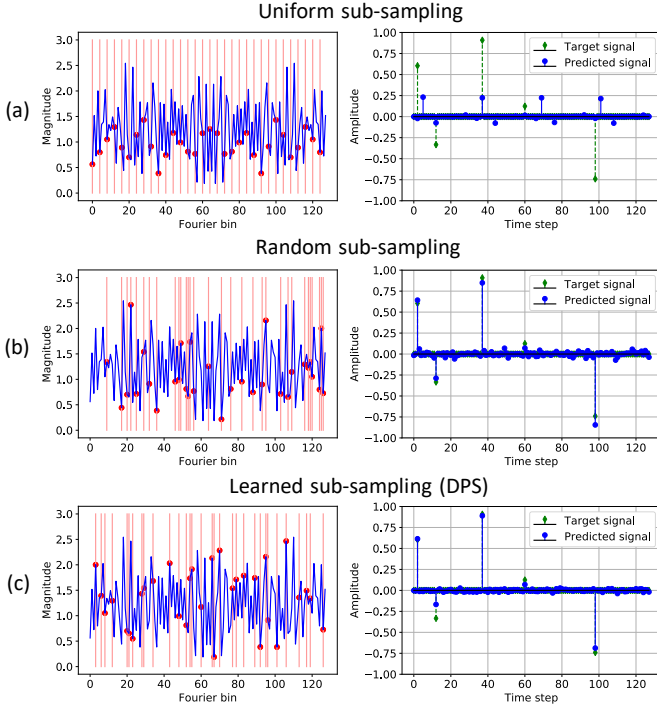 Uniform sub-sampling
(a)
Magnitude
3.0
2.5
2.0
1.5
1.0
0.5
0.0
0 20 40 60 80 100 120
Fourier bin
Amplitude
1.00
0.75
0.50
0.25
0.00
−0.25
−0.50
−0.75
−1.00
Target signal
Predicted signal
0 20 40 60 80 100 120
Time step
Random sub-sampling
(b)
Magnitude
3.0
2.5
2.0
1.5
1.0
0.5
0.0
0 20 40 60 80 100 120
Fourier bin
Amplitude
1.00
0.75
0.50
0.25
0.00
−0.25
−0.50
−0.75
−1.00
Target signal
Predicted signal
0 20 40 60 80 100 120
Time step
Learned sub-sampling (DPS)
(c)
Magnitude
3.0
2.5
2.0
1.5
1.0
0.5
0.0
0 20 40 60 80 100 120
Fourier bin
Amplitude
1.00
0.75
0.50
0.25
0.00
−0.25
−0.50
−0.75
−1.00
Target signal
Predicted signal
0 20 40 60 80 100 120
Time step